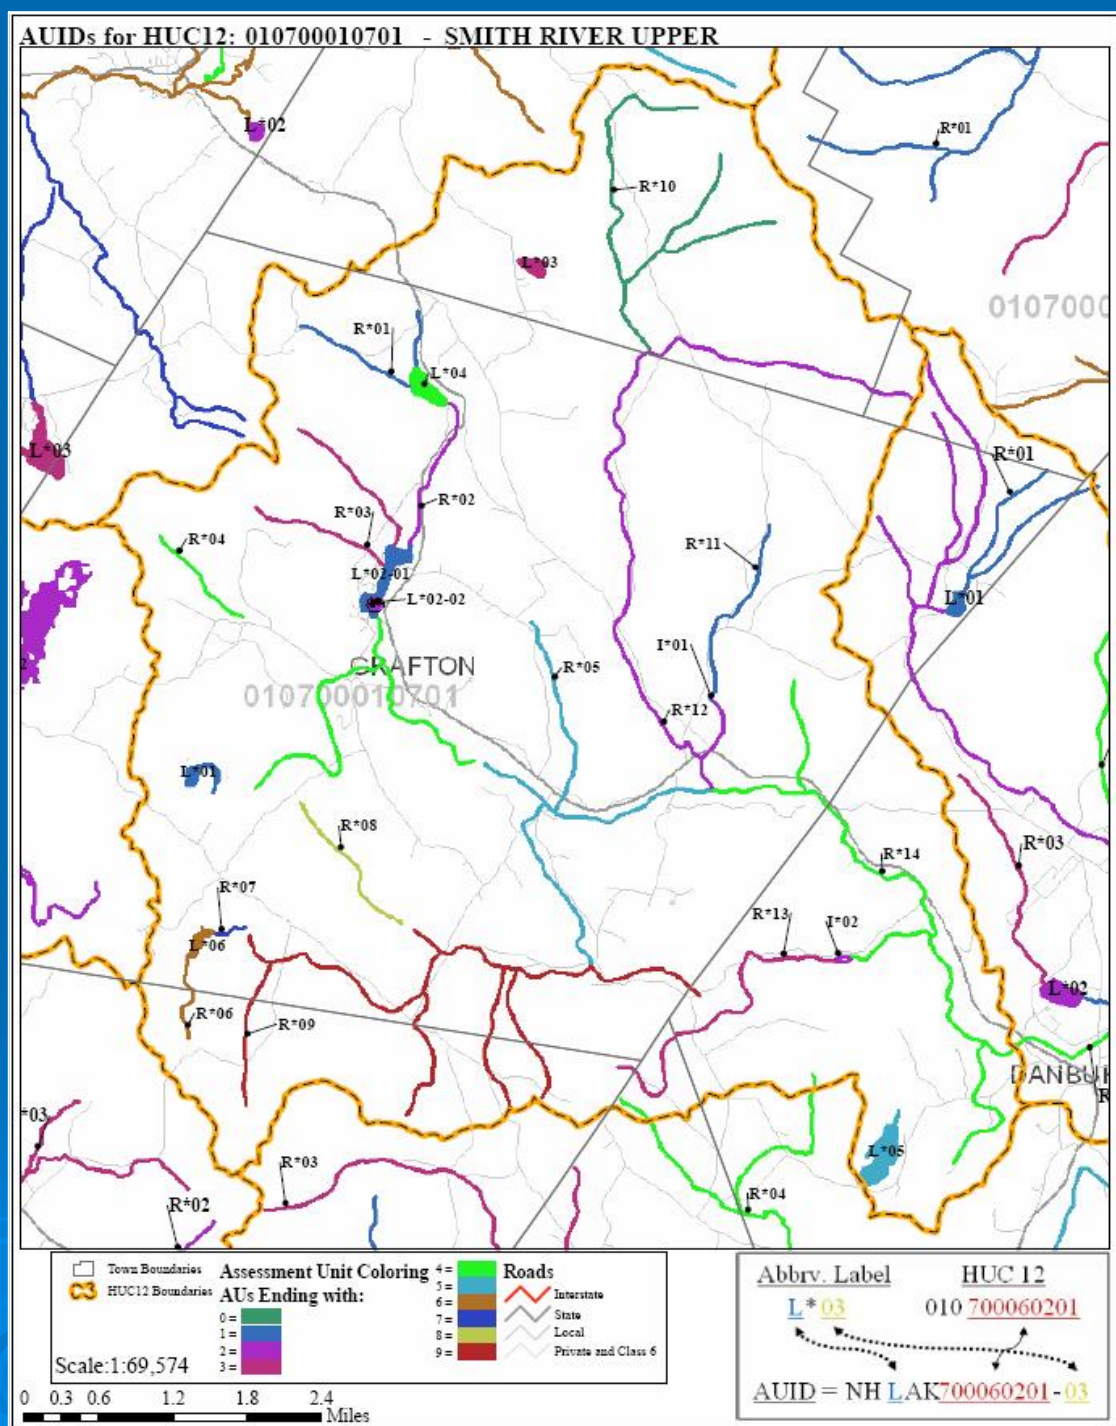 AUIDs for HUC12: 010700010701 - SMITH RIVER UPPER
L*02
R*01
R*10
L*03
0107000
R*01
L*04
L*03
R*01
R*02
R*03
R*04
R*11
L*02-01
L*02-02
L*01
I*01
GRAFTON
R*05
010700010701
R*12
L*01
R*08
R*14
R*03
R*07
R*13
I*02
L*06
L*02
R*06
R*09
DANBU
*03
R
L*05
R*03
R*04
R*02
Town Boundaries
HUC12 Boundaries
Scale:1:69,574
Assessment Unit Coloring
AUs Ending with:
0 =
1 =
2 =
3 =
4 =
5 =
6 =
7 =
8 =
9 =
Roads
Interstate
State
Local
Private and Class 6
0 0.3 0.6 1.2 1.8 2.4
Miles
Abbrv. Label HUC 12
L*03 010 700060201
AUID = NH LAK700060201-03